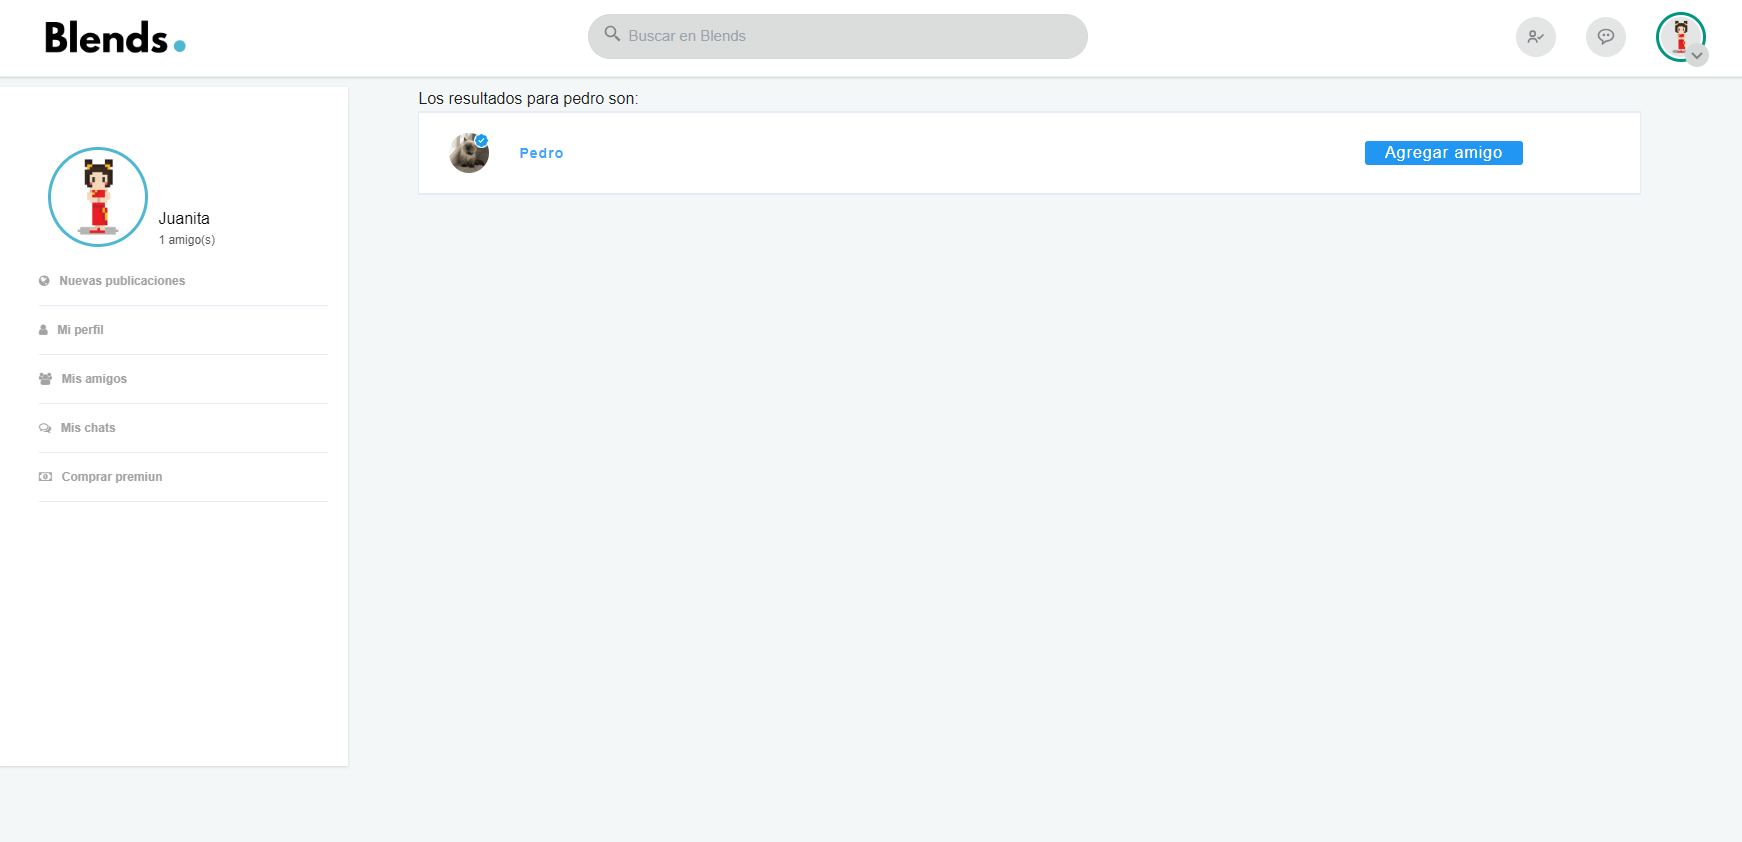 Blends.
Buscar en Blends
Los resultados para pedro son:
Pedro
Agregar amigo
Juanita
1 amigo(s)
Nuevas publicaciones
Mi perfil
Mis amigos
Mis chats
Comprar premiun